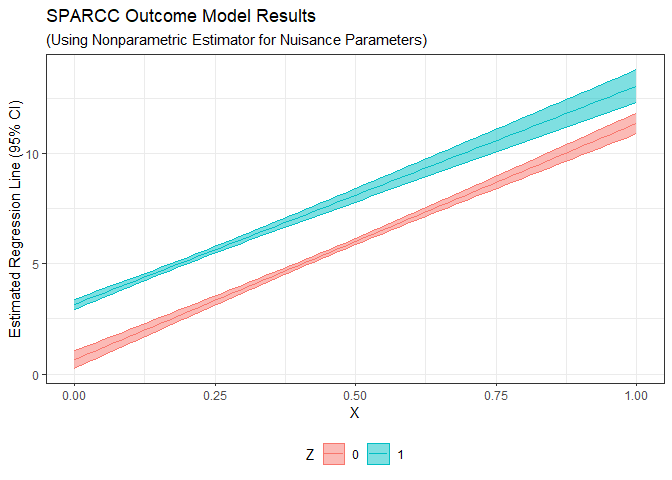 SPARCC Outcome Model Results
(Using Nonparametric Estimator for Nuisance Parameters)
Estimated Regression Line (95% CI)
10
5
0
0.00 0.25 0.50 0.75 1.00
X
Z 0 1